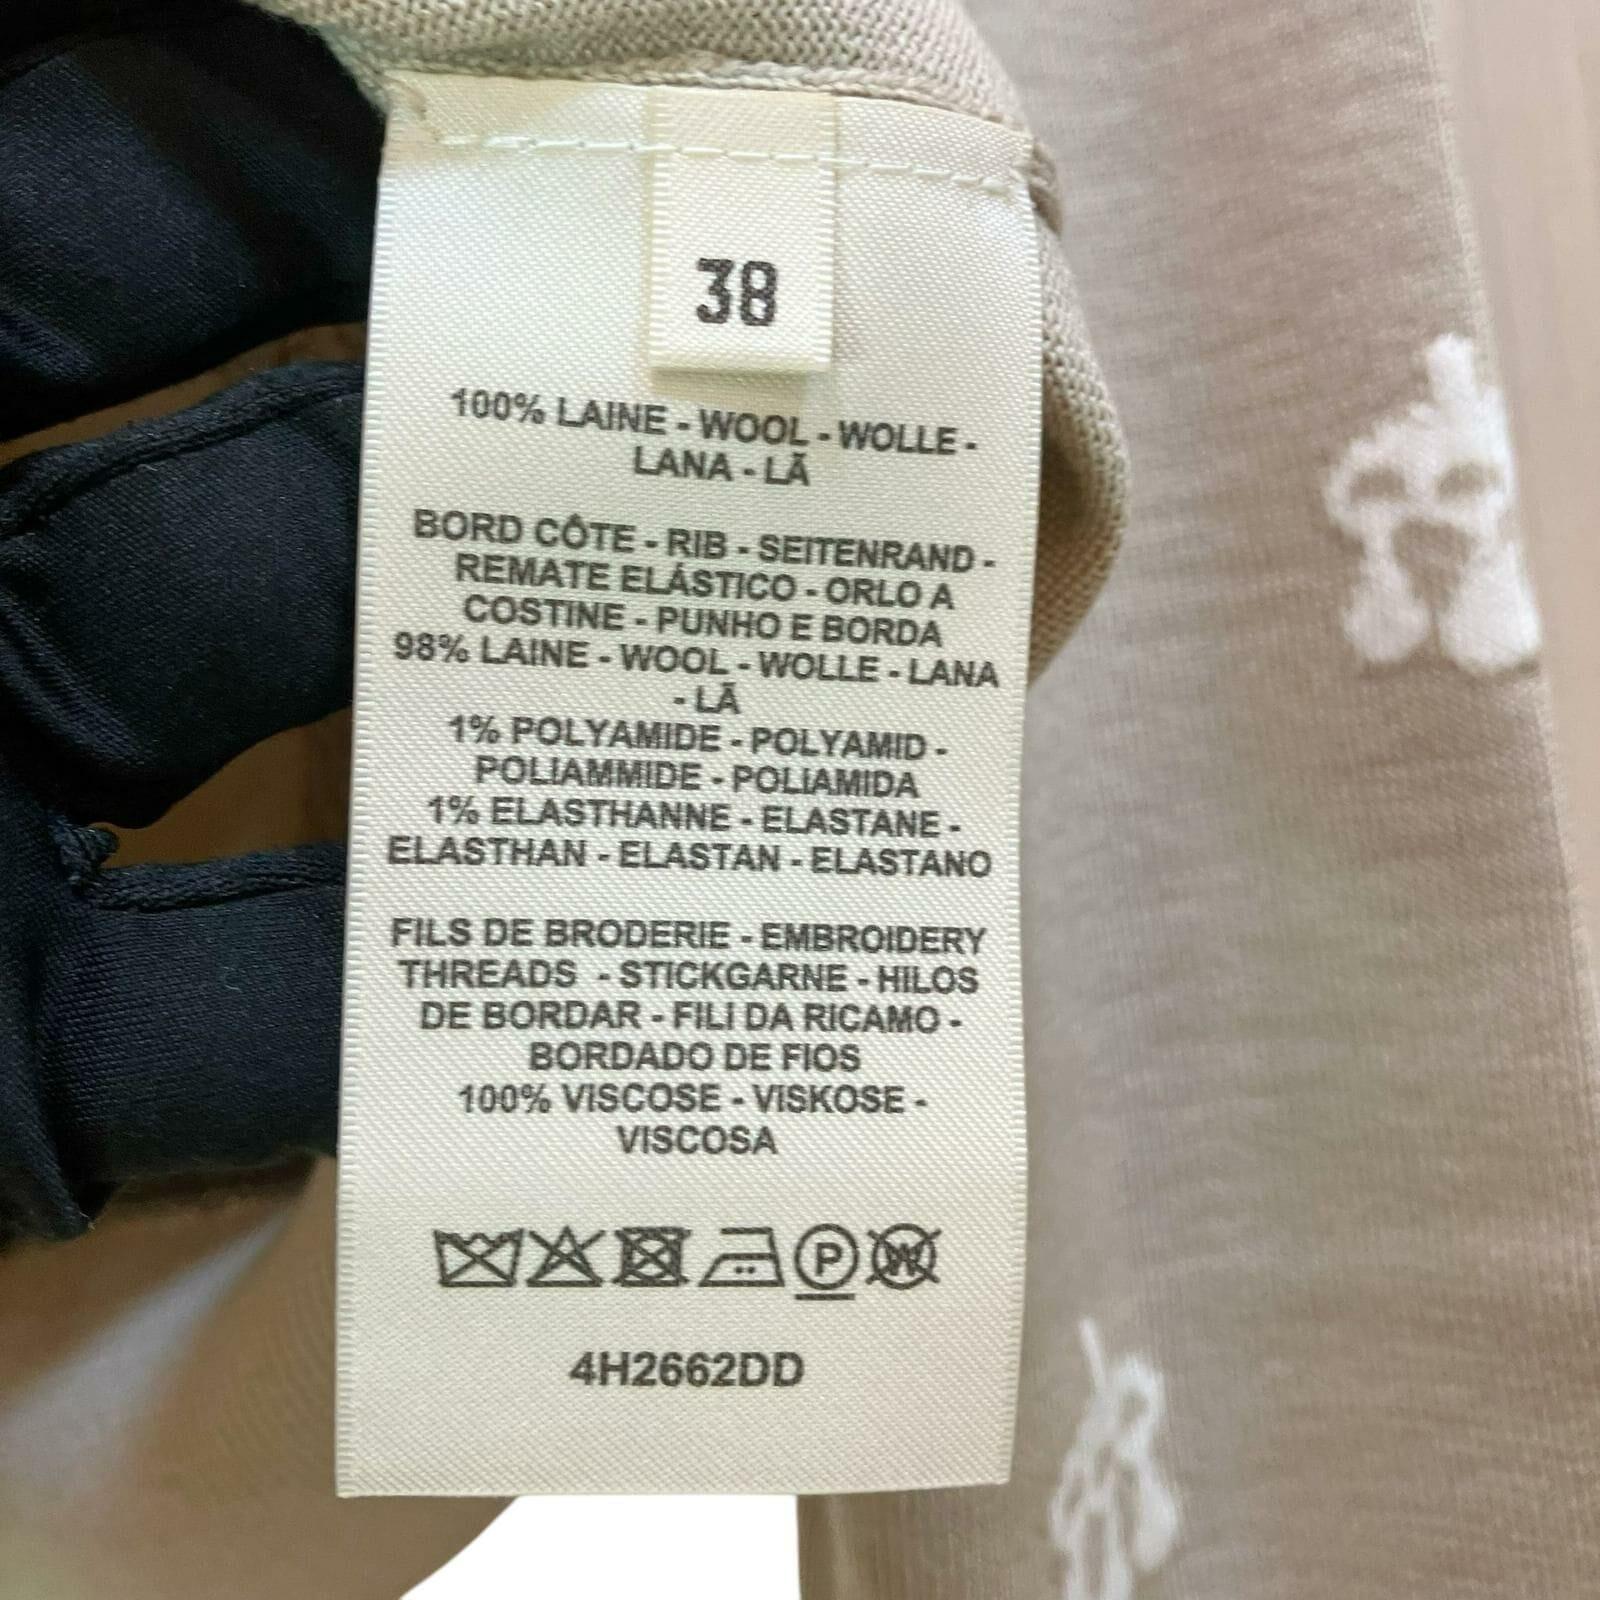 38
100% LAINE - WOOL - WOLLE -
LANA - LÃ
BORD CÔTE - RIB - SEITENRAND -
REMATE ELÁSTICO - ORLO A
COSTINE - PUNHO E BORDA
98% LAINE - WOOL - WOLLE - LANA
- LÃ
1% POLYAMIDE - POLYAMID -
POLIAMMIDE - POLIAMIDA
1% ELASTHANNE - ELASTANE -
ELASTHAN - ELASTAN - ELASTANO
FILS DE BRODERIE - EMBROIDERY
THREADS - STICKGARNE - HILOS
DE BORDAR - FILI DA RICAMO -
BORDADO DE FIOS
100% VISCOSE - VISKOSE -
VISCOSA
P W
4H2662DD